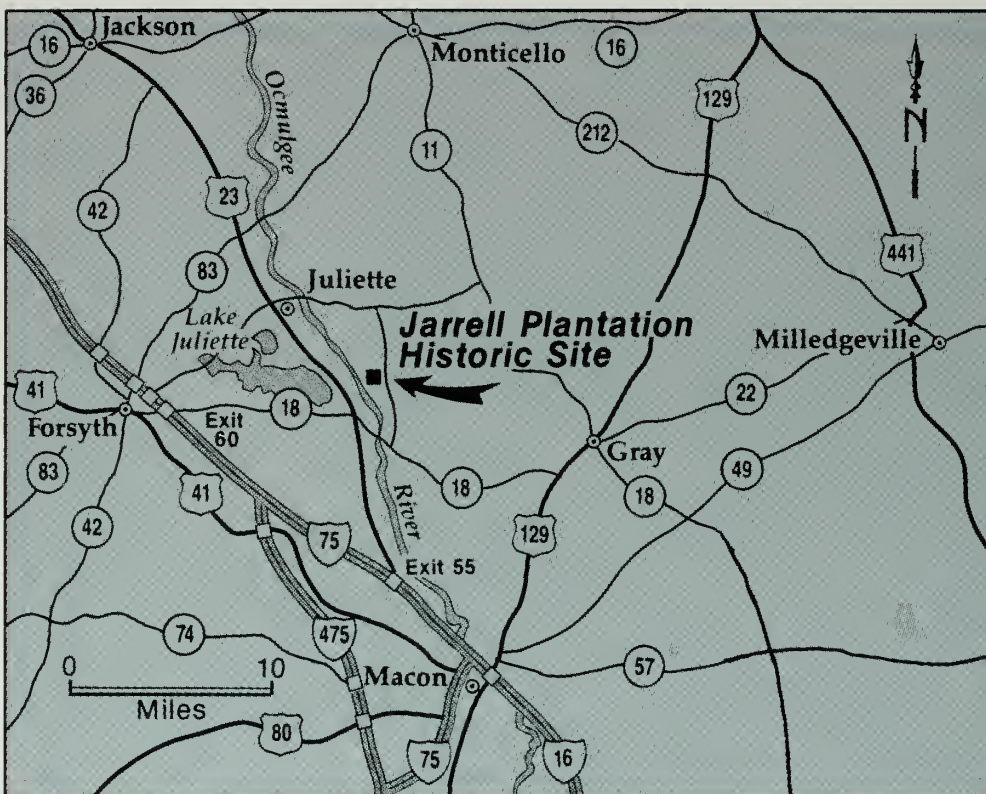 Jackson
16
Monticello
16
36
Ocmulgee
129
N
11
212
42
23
441
83
Juliette
Lake
Juliette
Jarrell Plantation
Historic Site
Milledgeville
41
22
Exit
60
18
Forsyth
Gray
83
49
41
18
18
42
River
129
75
Exit 55
74
475
57
0 10
Miles
Macon
80
75
16